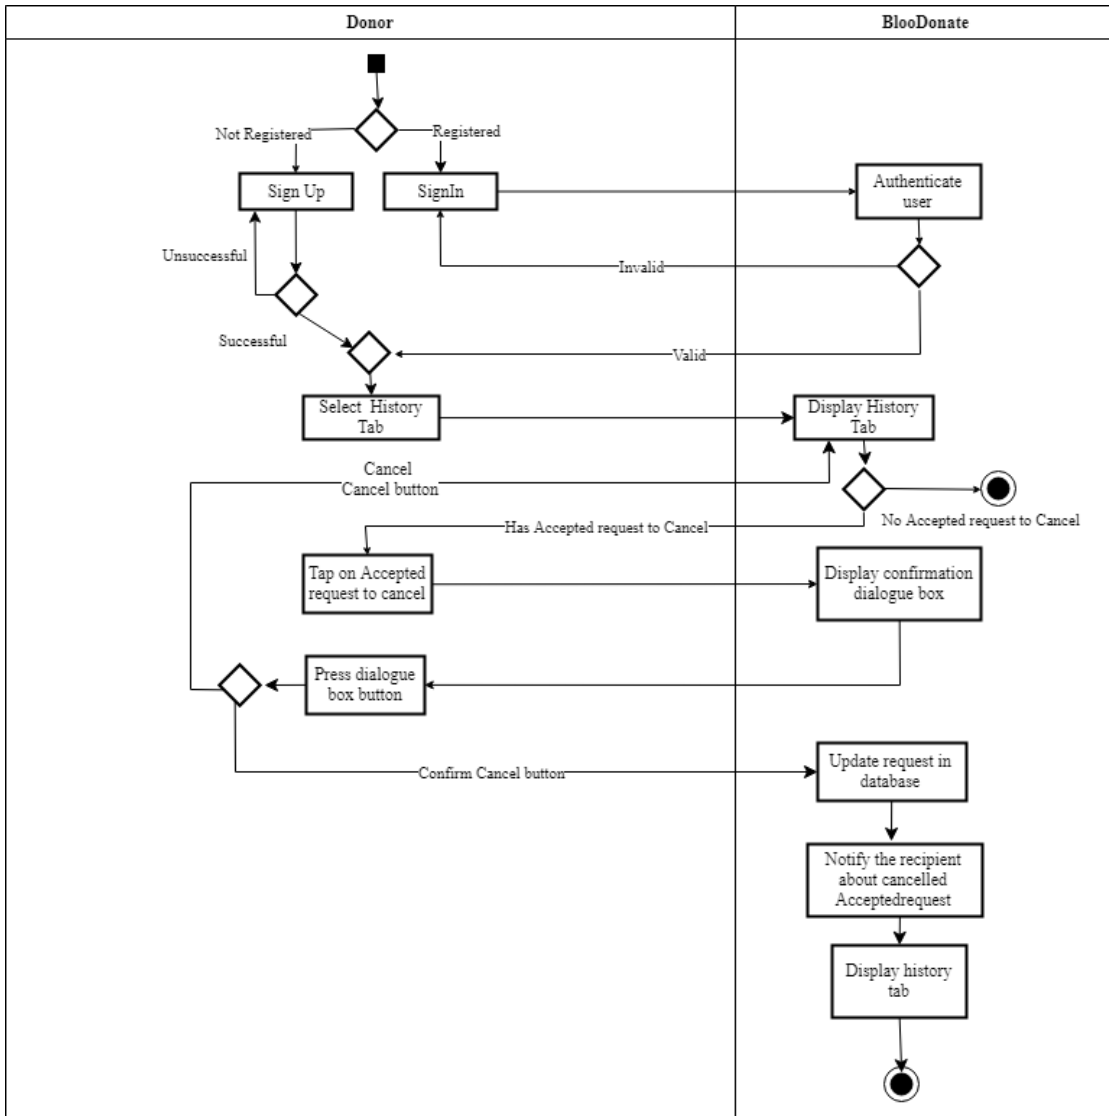 Donor
BlooDonate
Not Registered
Registered
Sign Up
SignIn
Authenticate
user
Unsuccessful
Invalid
Successful
Valid
Select History
Tab
Display History
Tab
Cancel
Cancel button
No Accepted request to Cancel
Has Accepted request to Cancel
Tap on Accepted
request to cancel
Display confirmation
dialogue box
Press dialogue
box button
Confirm Cancel button
Update request in
database
Notify the recipient
about cancelled
Acceptedrequest
Display history
tab